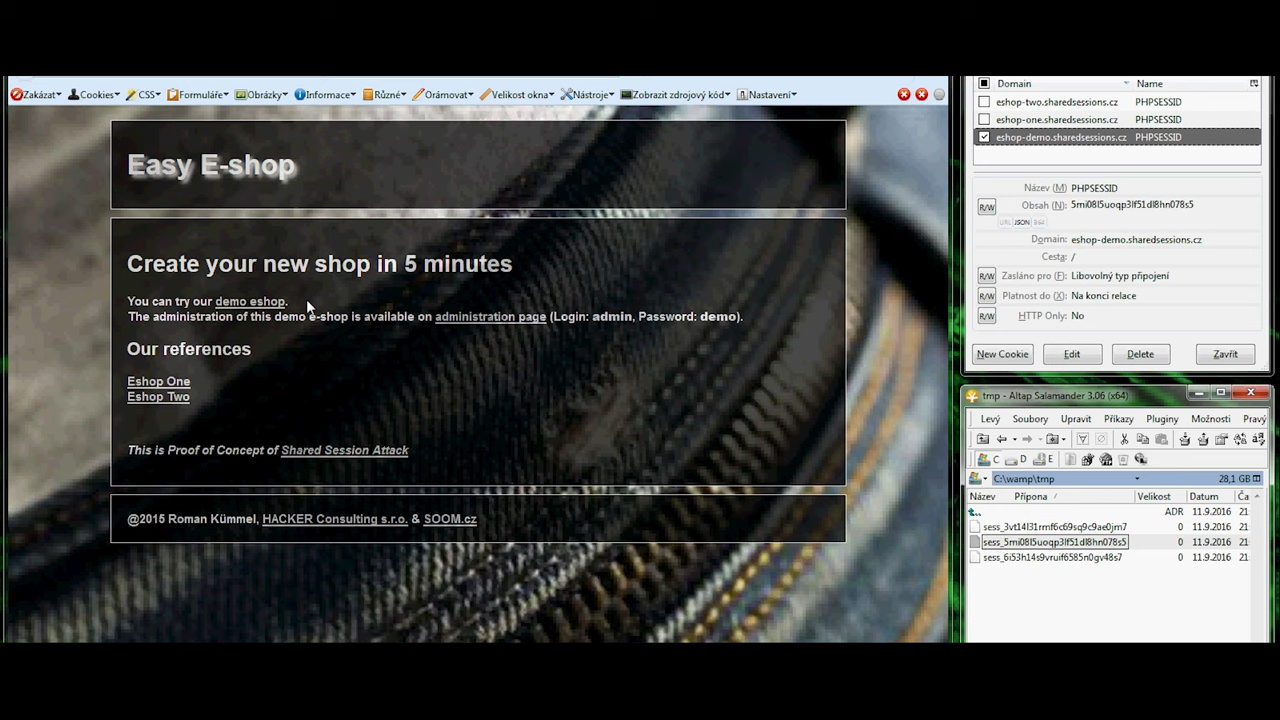 Zakázat Cookies CSS Formuláře Obrázky Informace Různé Orámovat Velikost okna Nástroje Zobrazit zdrojový kód Nastavení
Easy E-shop
Create your new shop in 5 minutes
You can try our demo eshop.
The administration of this demo e-shop is available on administration page (Login: admin, Password: demo).
Our references
Eshop One
Eshop Two
This is Proof of Concept of Shared Session Attack
@2015 Roman Kümmel, HACKER Consulting s.r.o. & SOOM.cz
Domain Name
eshop-two.sharedsessions.cz PHPSESSID
eshop-one.sharedsessions.cz PHPSESSID
eshop-demo.sharedsessions.cz PHPSESSID
Název (M) PHPSESSID
R/W Obsah (N): 5mi08l5uoqp3lf51dl8hn078s5
URL JSON B64
Domain: eshop-demo.sharedsessions.cz
Cesta: /
R/W Zasláno pro (F): Libovolný typ připojení
R/W Platnost do (X): Na konci relace
R/W HTTP Only: No
New Cookie Edit Delete Zavřít
tmp - Altap Salamander 3.06 (x64)
Levý Soubory Upravit Příkazy Pluginy Možnosti Pravý
C D E
C:\wamp\tmp 28,1 GB
Název Přípona Velikost Datum Ča
.. ADR 11.9.2016 21
sess_3vt14l31rmf6c69sq9c9ae0jm7 0 11.9.2016 21
sess_5mi08l5uoqp3lf51dl8hn078s5 0 11.9.2016 21
sess_6i53h14s9vruif6585n0gv48s7 0 11.9.2016 21